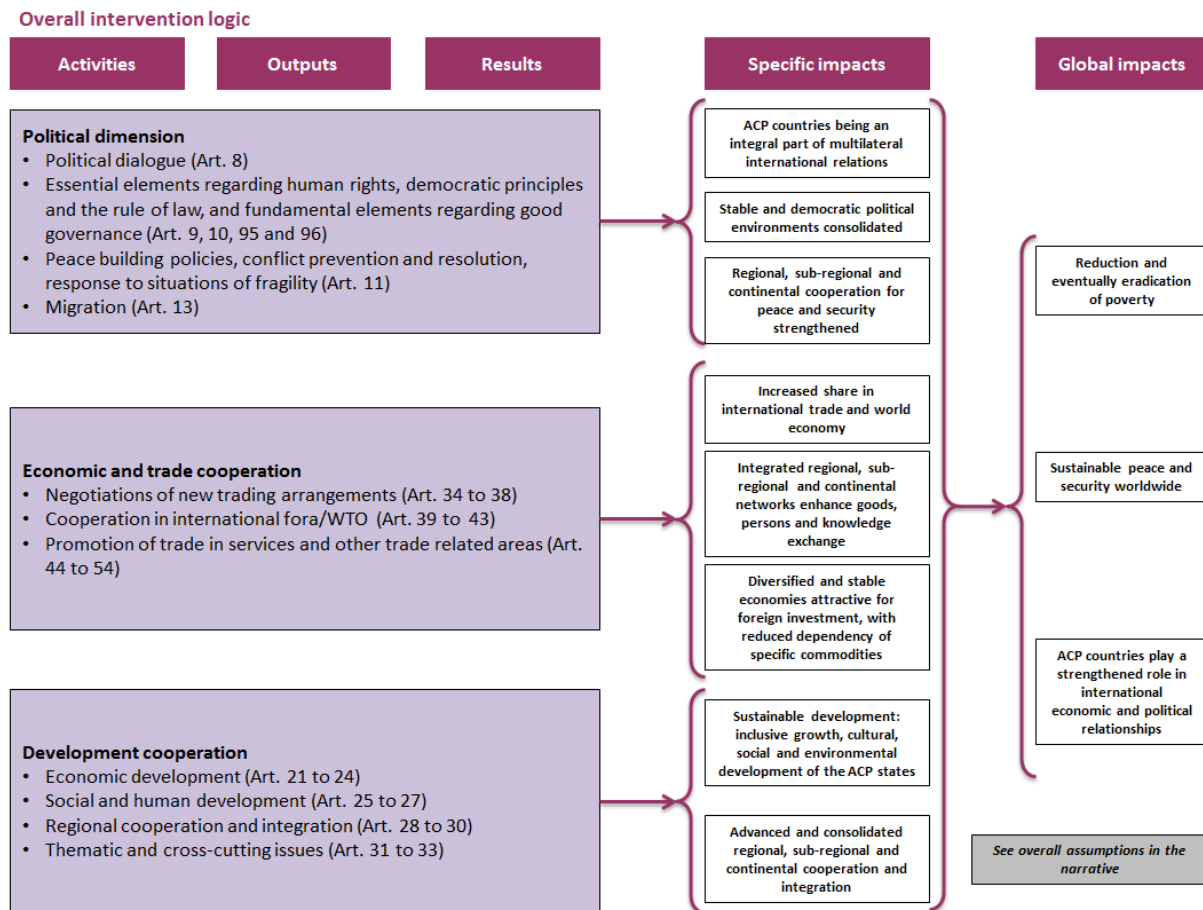 Overall intervention logic
Activities
Outputs
Results
Specific impacts
Global impacts
Political dimension
• Political dialogue (Art. 8)
• Essential elements regarding human rights, democratic principles
and the rule of law, and fundamental elements regarding good
governance (Art. 9, 10, 95 and 96)
• Peace building policies, conflict prevention and resolution,
response to situations of fragility (Art. 11)
• Migration (Art. 13)
ACP countries being an
integral part of multilateral
international relations
Stable and democratic political
environments consolidated
Regional, sub-regional and
continental cooperation for
peace and security
strengthened
Economic and trade cooperation
• Negotiations of new trading arrangements (Art. 34 to 38)
• Cooperation in international fora/WTO (Art. 39 to 43)
• Promotion of trade in services and other trade related areas (Art.
44 to 54)
Increased share in
international trade and world
economy
Integrated regional, sub-
regional and continental
networks enhance goods,
persons and knowledge
exchange
Diversified and stable
economies attractive for
foreign investment, with
reduced dependency of
specific commodities
Development cooperation
• Economic development (Art. 21 to 24)
• Social and human development (Art. 25 to 27)
• Regional cooperation and integration (Art. 28 to 30)
• Thematic and cross-cutting issues (Art. 31 to 33)
Sustainable development:
inclusive growth, cultural,
social and environmental
development of the ACP states
Advanced and consolidated
regional, sub-regional and
continental cooperation and
integration
Reduction and
eventually eradication
of poverty
Sustainable peace and
security worldwide
ACP countries play a
strengthened role in
international
economic and political
relationships
See overall assumptions in the
narrative